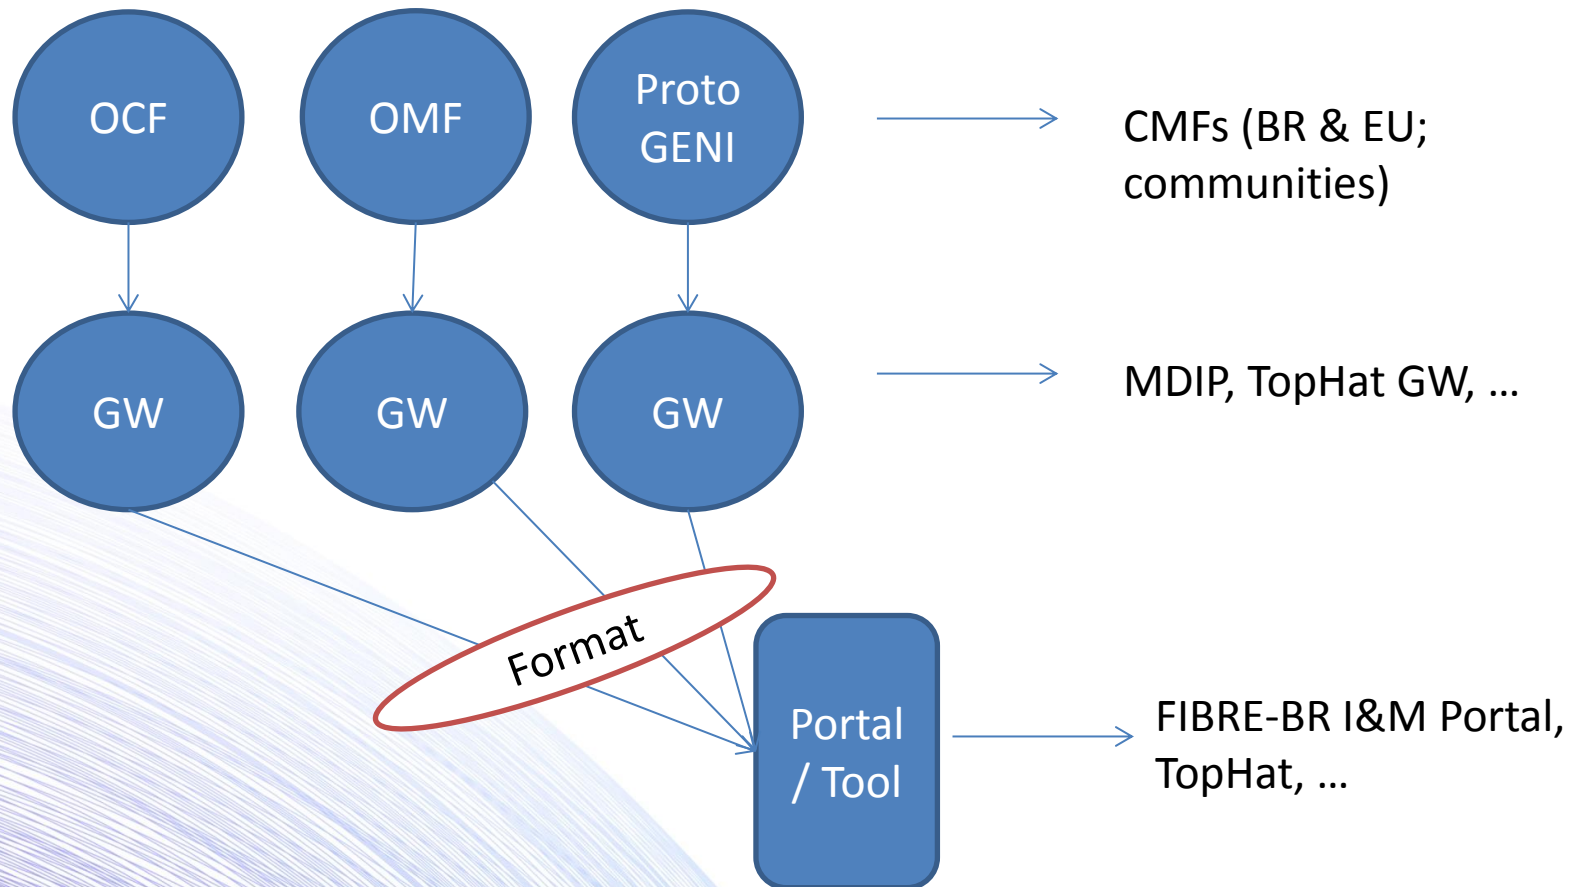 OCF
OMF
Proto
GENI
CMFs (BR & EU;
communities)
GW
GW
GW
MDIP, TopHat GW, ...
Format
Portal
/ Tool
FIBRE-BR I&M Portal,
TopHat, ...